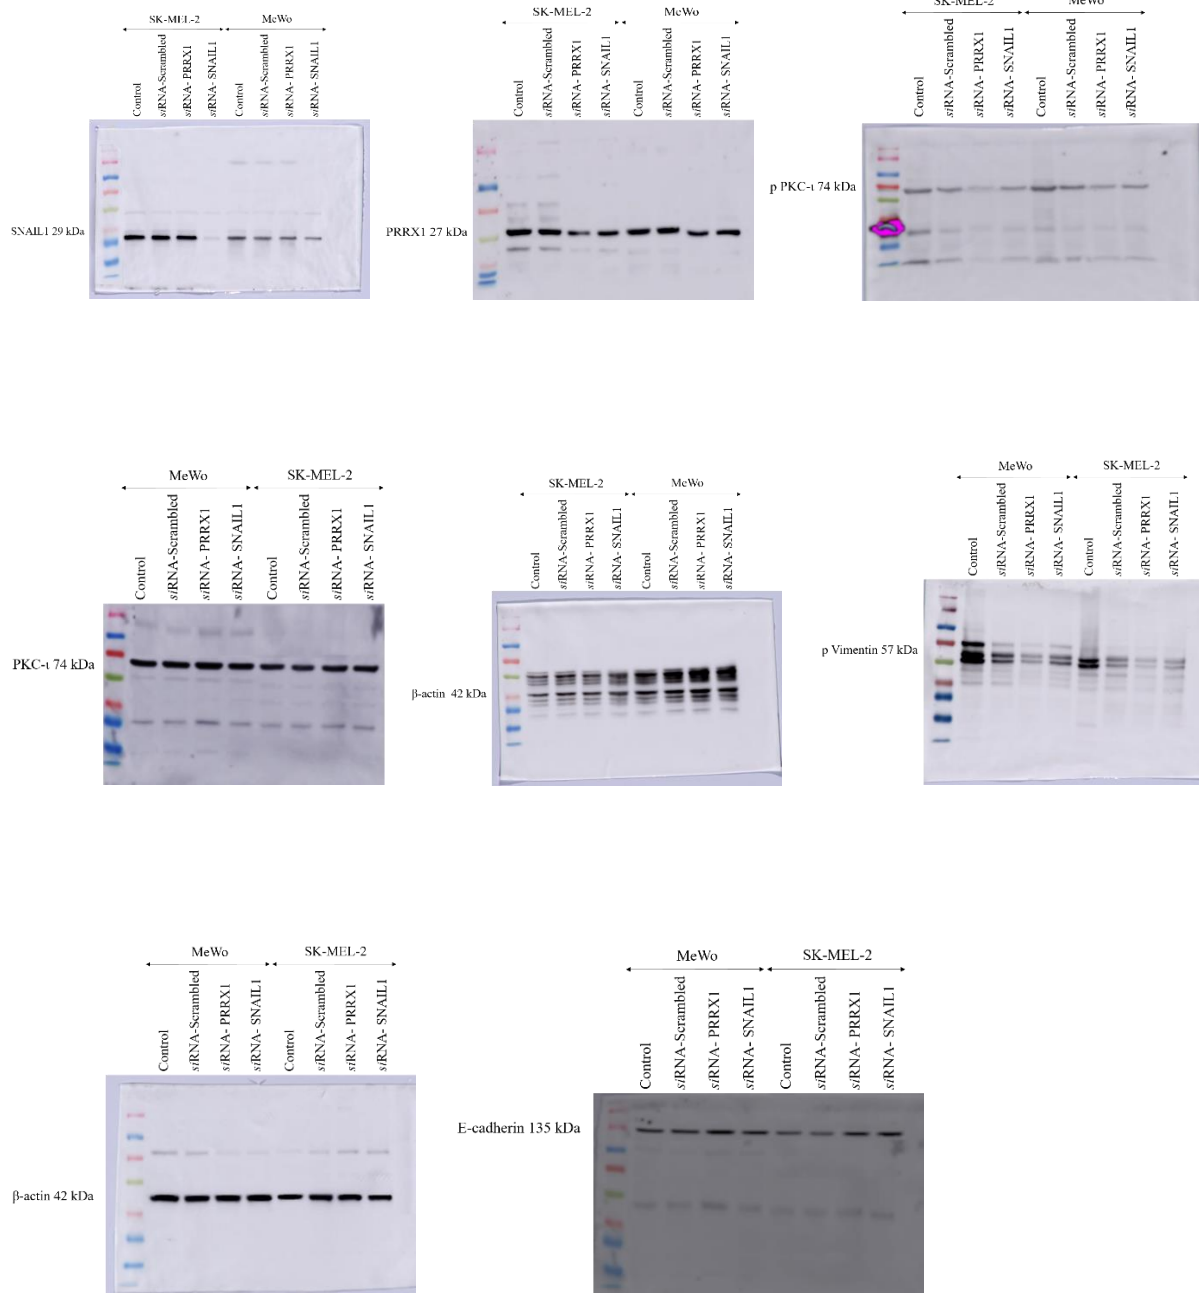 SK-MEL-2 MeWo
Control
siRNA-Scrambled
siRNA- PRRX1
siRNA- SNAIL1
Control
siRNA-Scrambled
siRNA- PRRX1
siRNA- SNAIL1
SNAIL1 29 kDa
SK-MEL-2 MeWo
Control
siRNA-Scrambled
siRNA- PRRX1
siRNA- SNAIL1
Control
siRNA-Scrambled
siRNA- PRRX1
siRNA- SNAIL1
PRRX1 27 kDa
SK-MEL-2 MeWo
Control
siRNA-Scrambled
siRNA- PRRX1
siRNA- SNAIL1
Control
siRNA-Scrambled
siRNA- PRRX1
siRNA- SNAIL1
p PKC-ι 74 kDa
MeWo SK-MEL-2
Control
siRNA-Scrambled
siRNA- PRRX1
siRNA- SNAIL1
Control
siRNA-Scrambled
siRNA- PRRX1
siRNA- SNAIL1
PKC-ι 74 kDa
SK-MEL-2 MeWo
Control
siRNA-Scrambled
siRNA- PRRX1
siRNA- SNAIL1
Control
siRNA-Scrambled
siRNA- PRRX1
siRNA- SNAIL1
β-actin 42 kDa
MeWo SK-MEL-2
Control
siRNA-Scrambled
siRNA- PRRX1
siRNA- SNAIL1
Control
siRNA-Scrambled
siRNA- PRRX1
siRNA- SNAIL1
p Vimentin 57 kDa
MeWo SK-MEL-2
Control
siRNA-Scrambled
siRNA- PRRX1
siRNA- SNAIL1
Control
siRNA-Scrambled
siRNA- PRRX1
siRNA- SNAIL1
β-actin 42 kDa
MeWo SK-MEL-2
Control
siRNA-Scrambled
siRNA- PRRX1
siRNA- SNAIL1
Control
siRNA-Scrambled
siRNA- PRRX1
siRNA- SNAIL1
E-cadherin 135 kDa